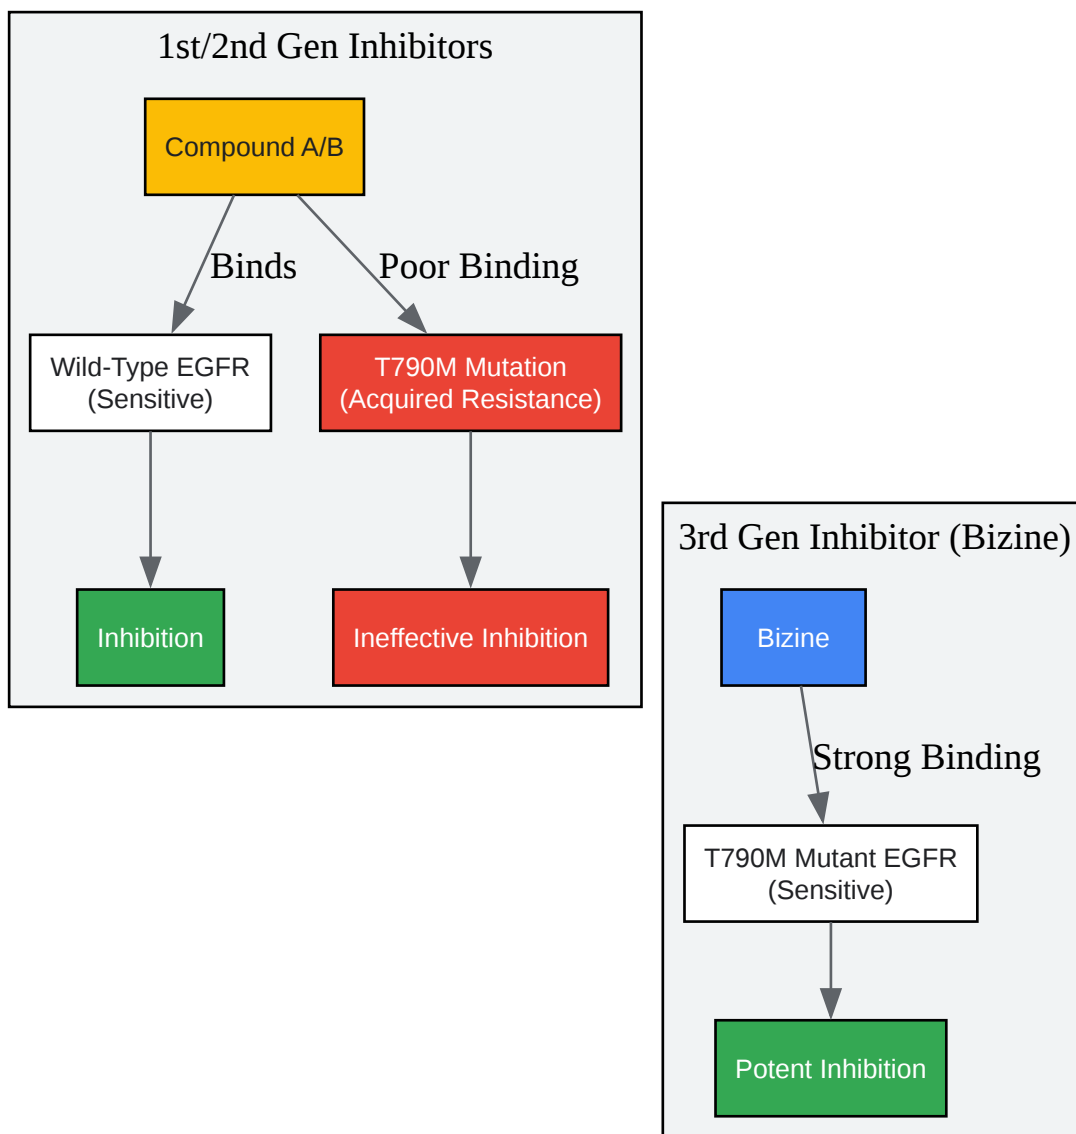 1st/2nd Gen Inhibitors
Compound A/B
Binds
Poor Binding
Wild-Type EGFR
(Sensitive)
T790M Mutation
(Acquired Resistance)
Inhibition
Ineffective Inhibition
3rd Gen Inhibitor (Bizine)
Bizine
Strong Binding
T790M Mutant EGFR
(Sensitive)
Potent Inhibition